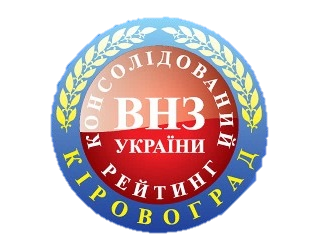 КОНСОЛІДОВАНИЙ
ВНЗ
УКРАЇНИ
РЕЙТИНГ
КІРОВОГРАД